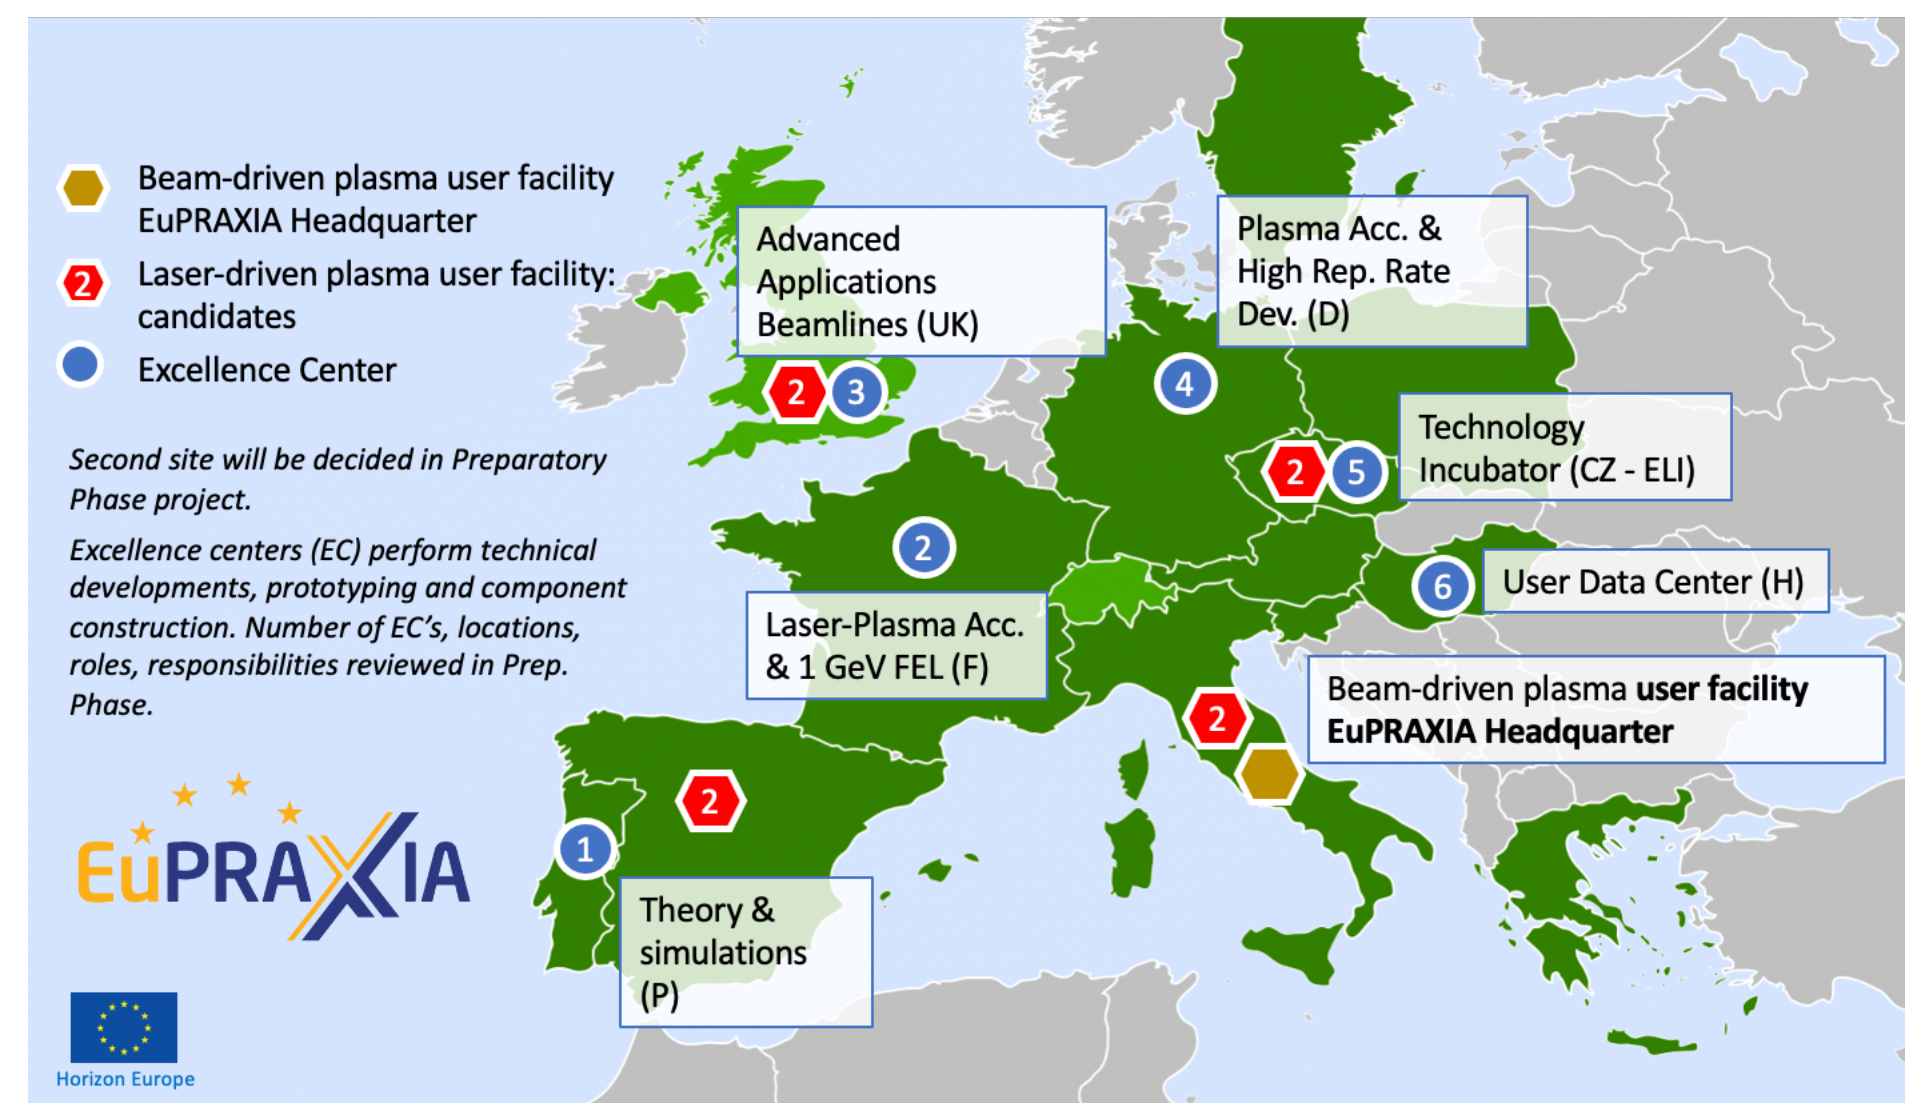 Beam-driven plasma user facility
EuPRAXIA Headquarter
2
Laser-driven plasma user facility:
candidates
Excellence Center
Second site will be decided in Preparatory
Phase project.
Excellence centers (EC) perform technical
developments, prototyping and component
construction. Number of EC's, locations,
roles, responsibilities reviewed in Prep.
Phase.
EuPRAXIA
Horizon Europe
Advanced
Applications
Beamlines (UK)
2
3
Plasma Acc. &
High Rep. Rate
Dev. (D)
4
Technology
Incubator (CZ - ELI)
2
5
2
Laser-Plasma Acc.
& 1 GeV FEL (F)
6
User Data Center (H)
Beam-driven plasma user facility
EuPRAXIA Headquarter
2
2
1
Theory &
simulations
(P)